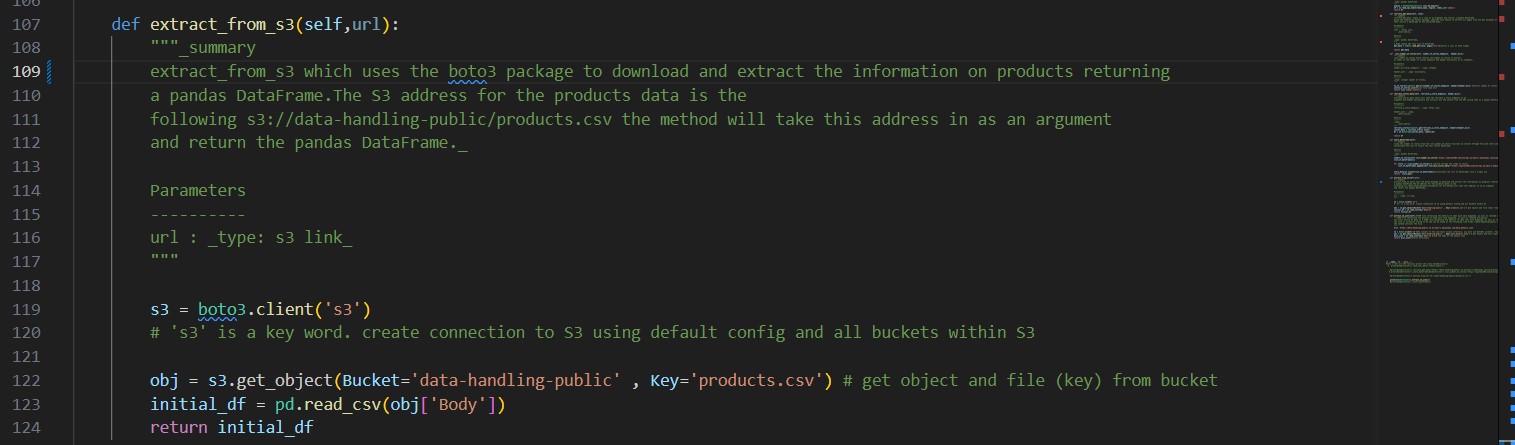 106
107 def extract_from_s3(self,url):
108 """_summary
109 extract_from_s3 which uses the boto3 package to download and extract the information on products returning
110 a pandas DataFrame.The S3 address for the products data is the
111 following s3://data-handling-public/products.csv the method will take this address in as an argument
112 and return the pandas DataFrame._
113
114 Parameters
115 ----------
116 url : _type: s3 link_
117 """
118
119 s3 = boto3.client('s3')
120 # 's3' is a key word. create connection to S3 using default config and all buckets within S3
121
122 obj = s3.get_object(Bucket='data-handling-public' , Key='products.csv') # get object and file (key) from bucket
123 initial_df = pd.read_csv(obj['Body'])
124 return initial_df